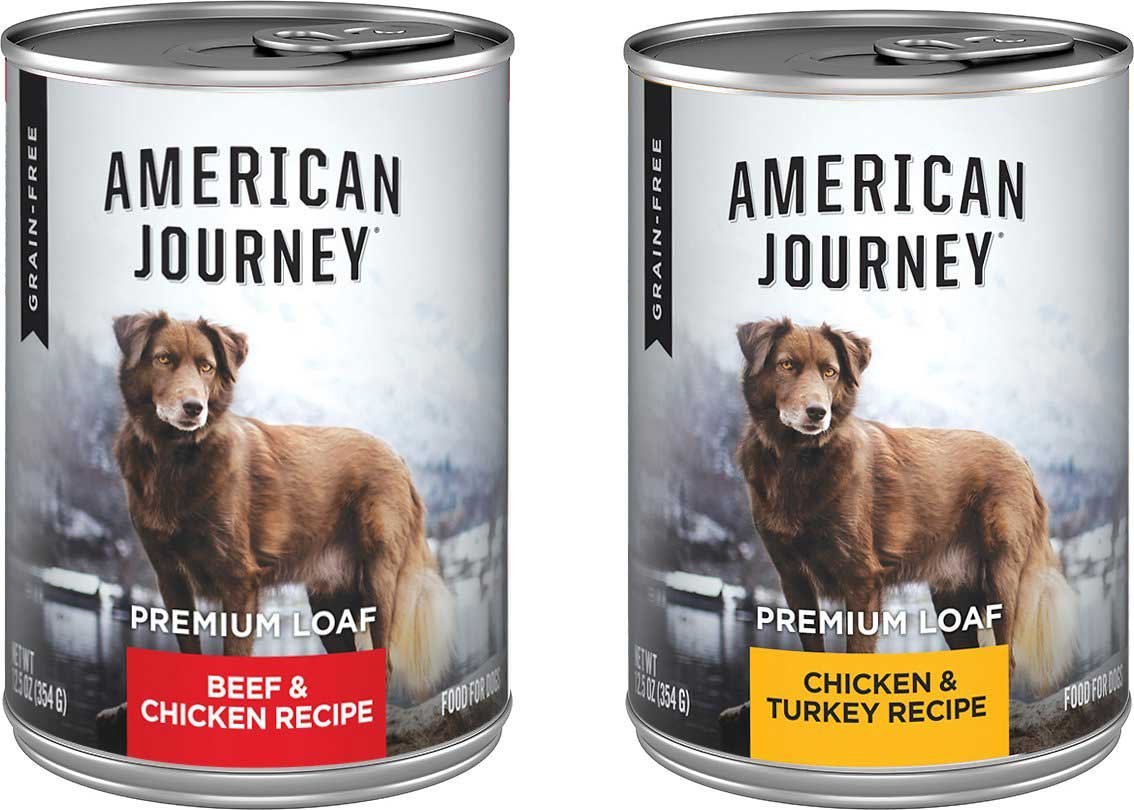 GRAIN-FREE
AMERICAN
JOURNEY®
PREMIUM LOAF
BEEF &
CHICKEN RECIPE
NET WT
12.5 OZ (354 G)
FOOD FOR DOGS
GRAIN-FREE
AMERICAN
JOURNEY®
PREMIUM LOAF
CHICKEN &
TURKEY RECIPE
NET WT
12.5 OZ (354 G)
FOOD FOR DOGS